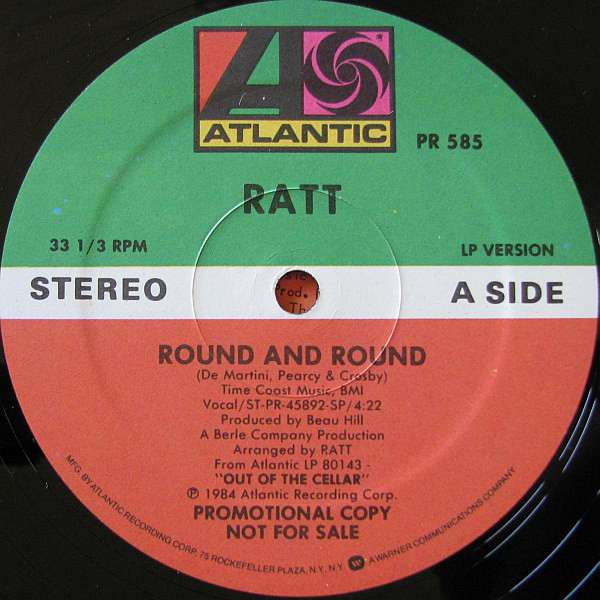 ATLANTIC
PR 585
RATT
33 1/3 RPM
LP VERSION
STEREO
A SIDE
Prod.
Th
ROUND AND ROUND
(De Martini, Pearcy & Crosby)
Time Coast Music, BMI
Vocal/ST-PR-45892-SP/4:22
Produced by Beau Hill
A Berle Company Production
Arranged by RATT
From Atlantic LP 80143 -
"OUT OF THE CELLAR"
℗ 1984 Atlantic Recording Corp.
PROMOTIONAL COPY
NOT FOR SALE
MFG. BY ATLANTIC RECORDING CORP. 75 ROCKEFELLER PLAZA, N.Y., N.Y. A WARNER COMMUNICATIONS COMPANY